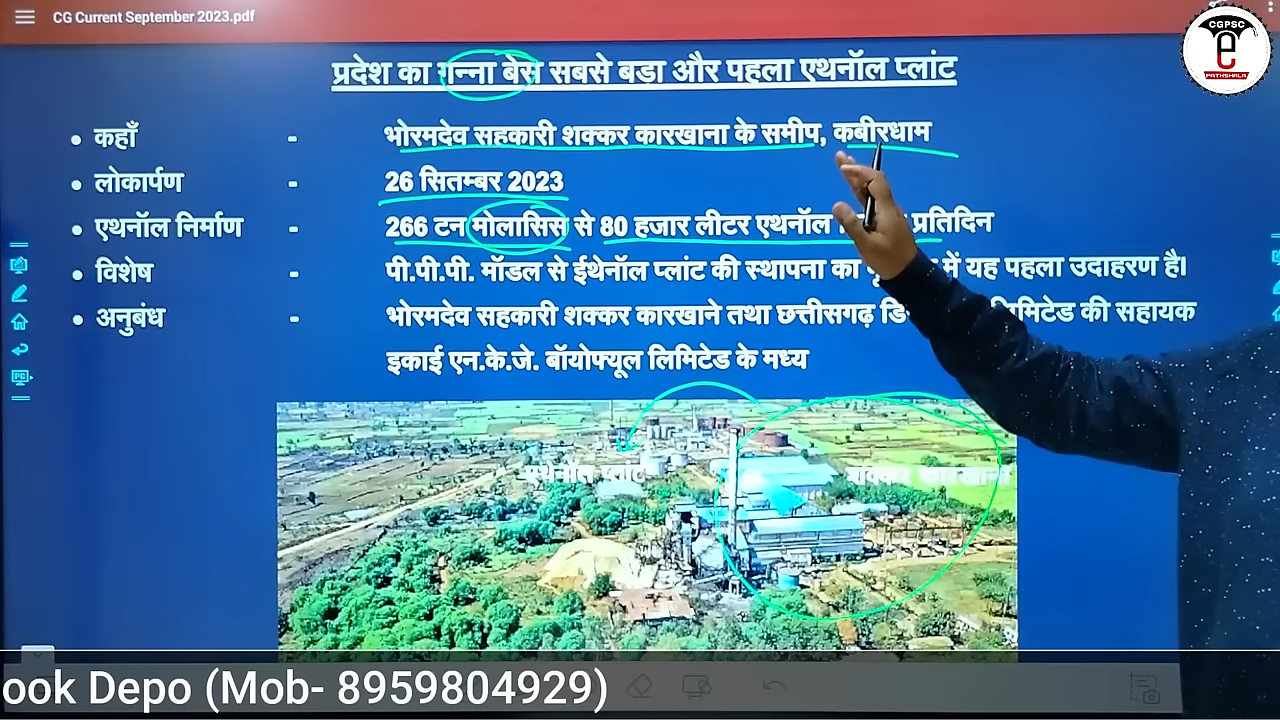 CG Current September 2023.pdf
CGPSC
e
PATHSHALA
प्रदेश का गन्ना बेस सबसे बडा और पहला एथनॉल प्लांट
• कहाँ - भोरमदेव सहकारी शक्कर कारखाना के समीप, कबीरधाम
• लोकार्पण - 26 सितम्बर 2023
• एथनॉल निर्माण - 266 टन मोलासिस से 80 हजार लीटर एथनॉल प्रतिदिन
• विशेष - पी.पी.पी. मॉडल से ईथेनॉल प्लांट की स्थापना का में यह पहला उदाहरण है।
• अनुबंध - भोरमदेव सहकारी शक्कर कारखाने तथा छत्तीसगढ़ की सहायक
इकाई एन.के.जे. बॉयोफ्यूल लिमिटेड के मध्य
एथनॉल प्लांट
शक्कर कारखाना
ook Depo (Mob- 8959804929)